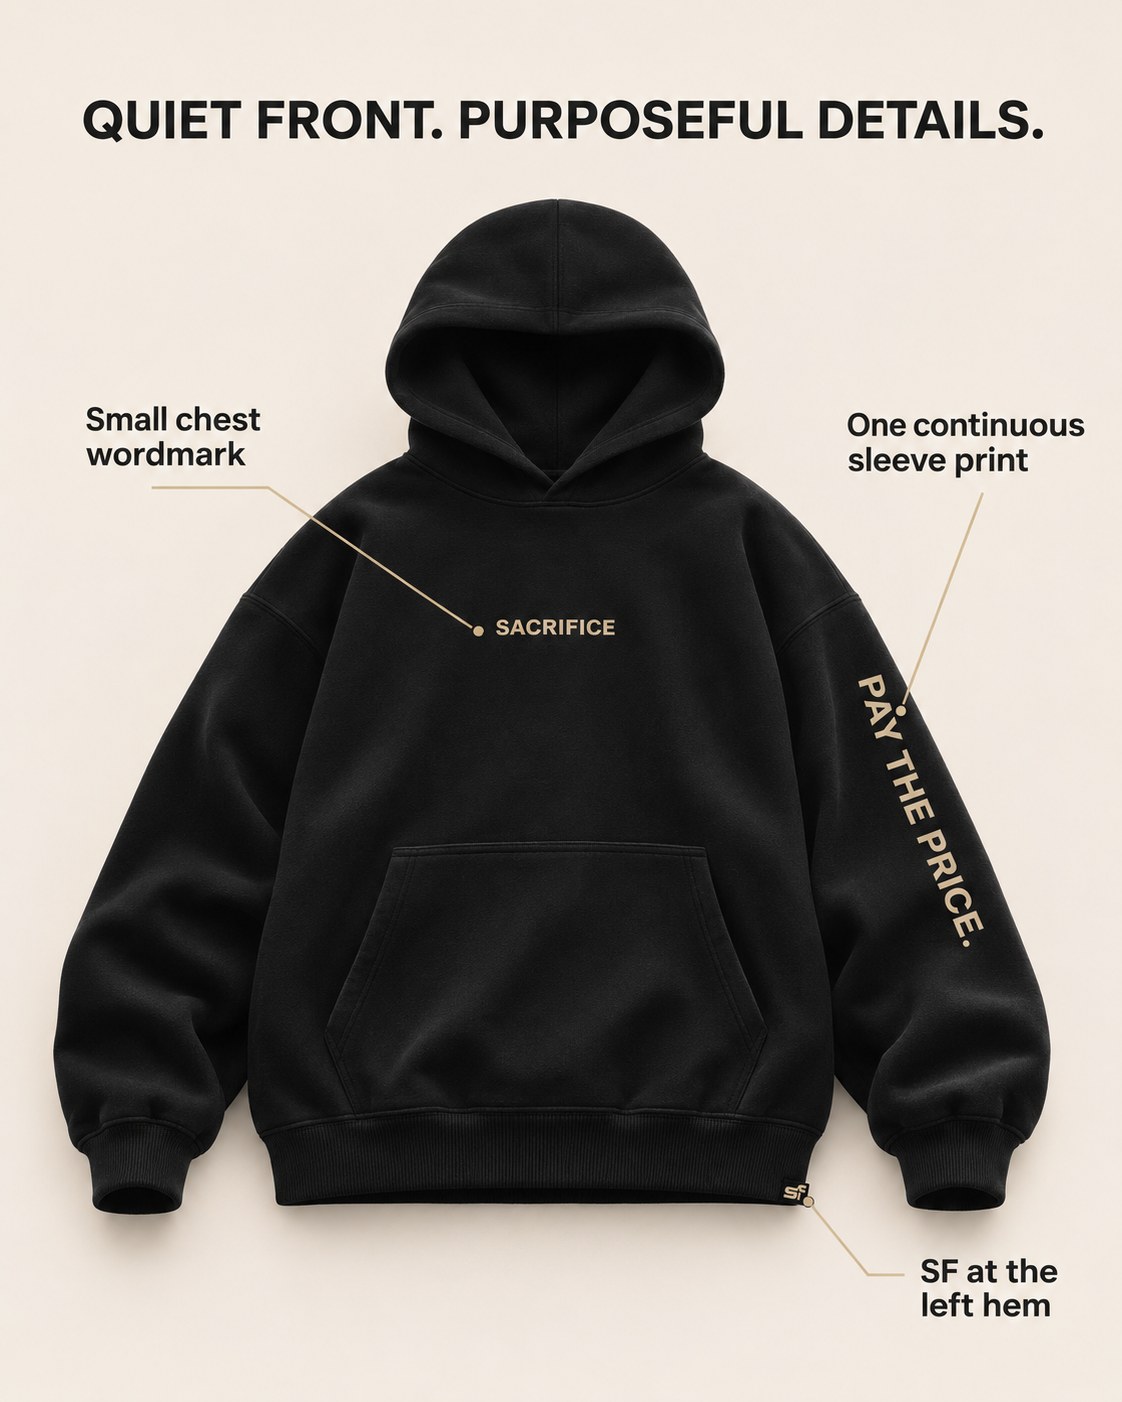 QUIET FRONT. PURPOSEFUL DETAILS.
Small chest
wordmark
One continuous
sleeve print
SACRIFICE
PAY THE PRICE.
SF
SF at the
left hem